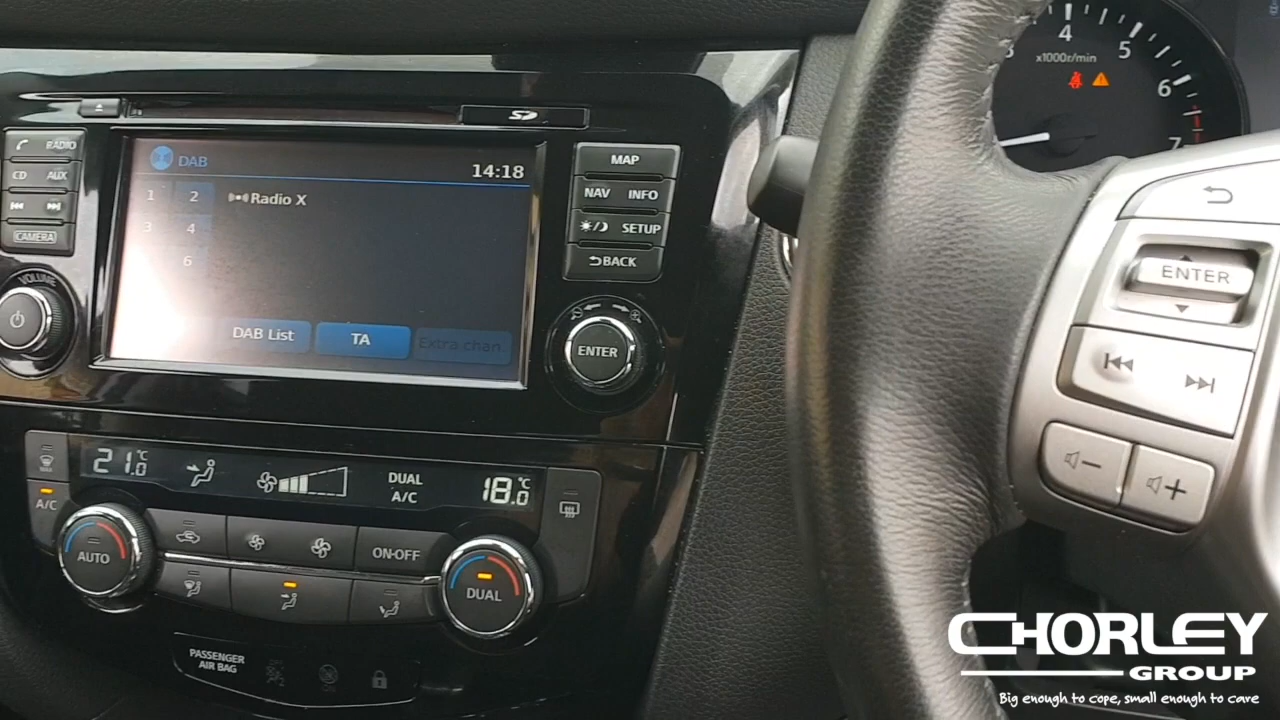 SD
RADIO
CD AUX
CAMERA
VOLUME
DAB
14:18
1 2
Radio X
3 4
6
DAB List
TA
Extra chan.
MAP
NAV INFO
SETUP
BACK
ENTER
4
5
6
7
x1000r/min
ENTER
21.0°C
DUAL
A/C
18.0°C
A/C
AUTO
ON·OFF
DUAL
PASSENGER
AIR BAG
CHORLEY
GROUP
Big enough to cope, small enough to care